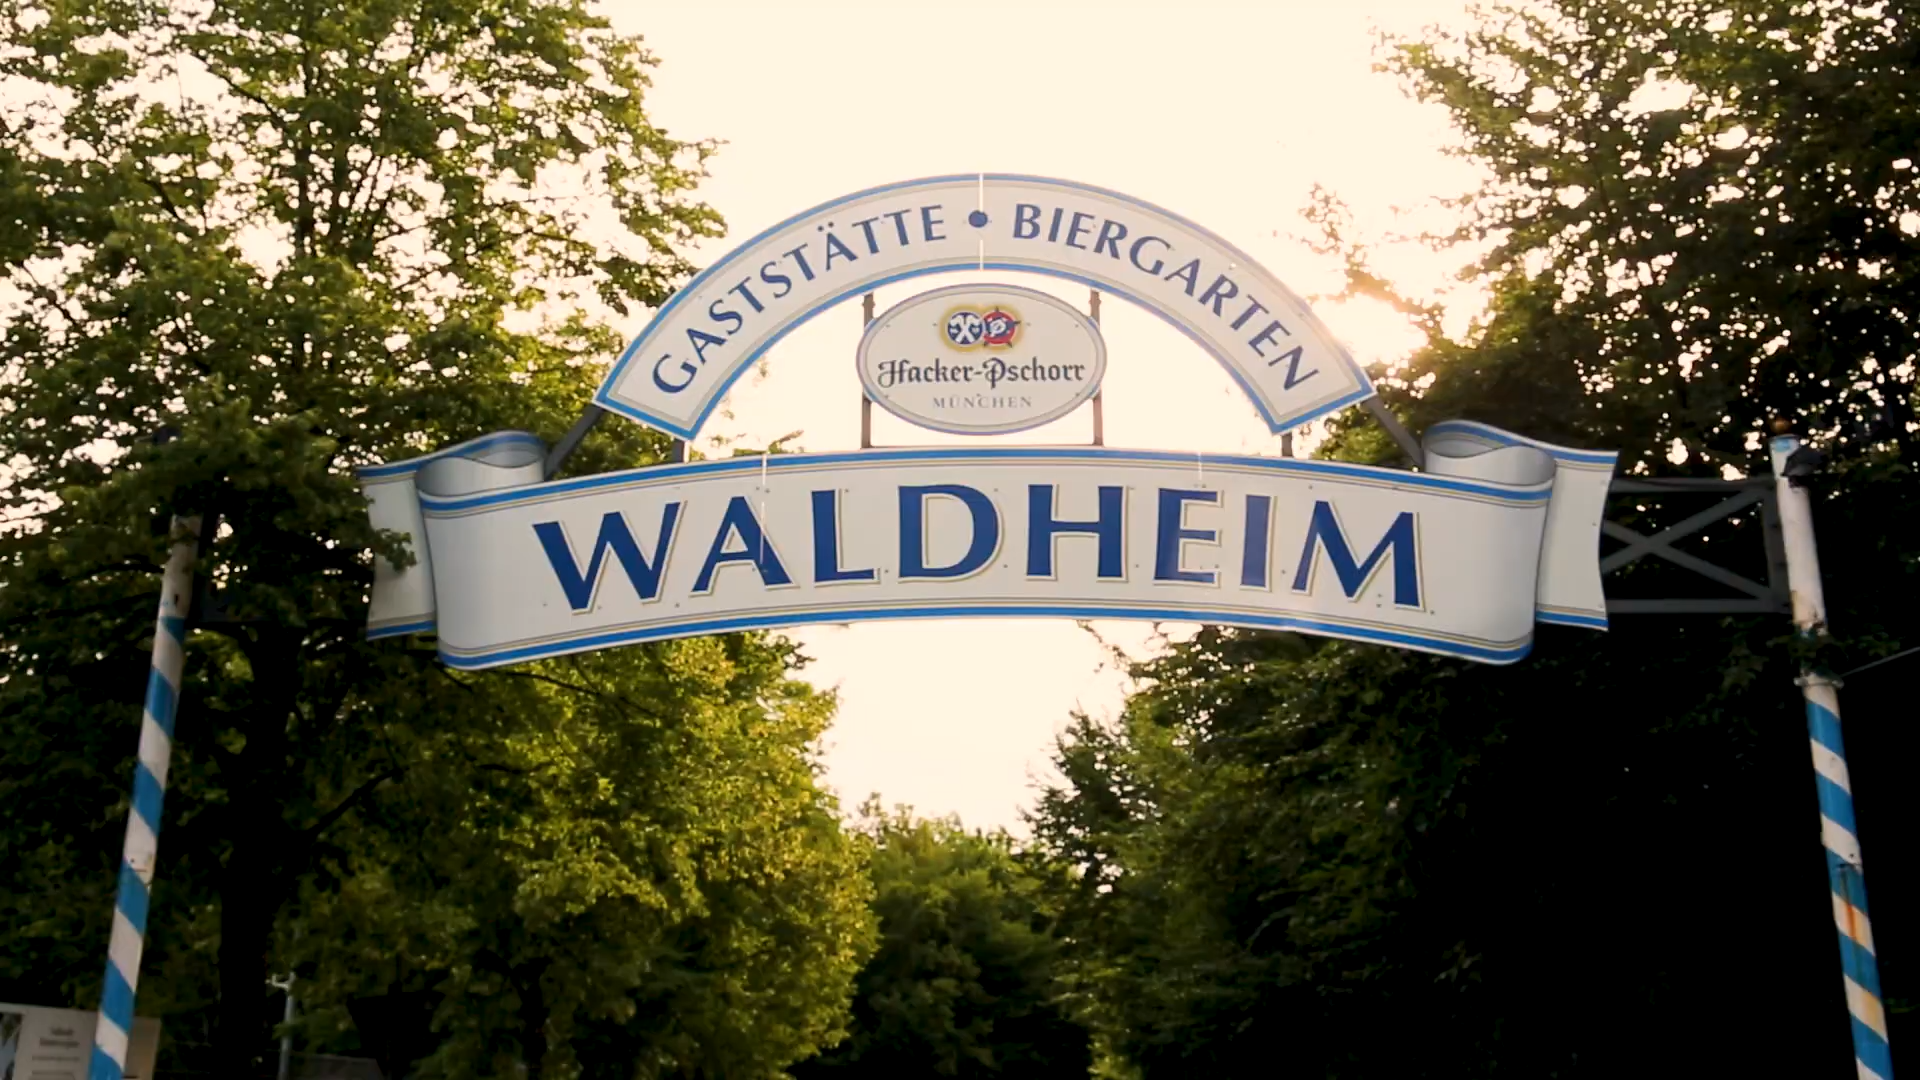 GASTSTÄTTE • BIERGARTEN
Hacker-Pschorr
MÜNCHEN
WALDHEIM